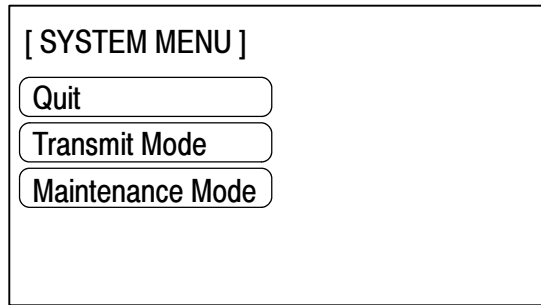 [ SYSTEM MENU ]
Quit
Transmit Mode
Maintenance Mode